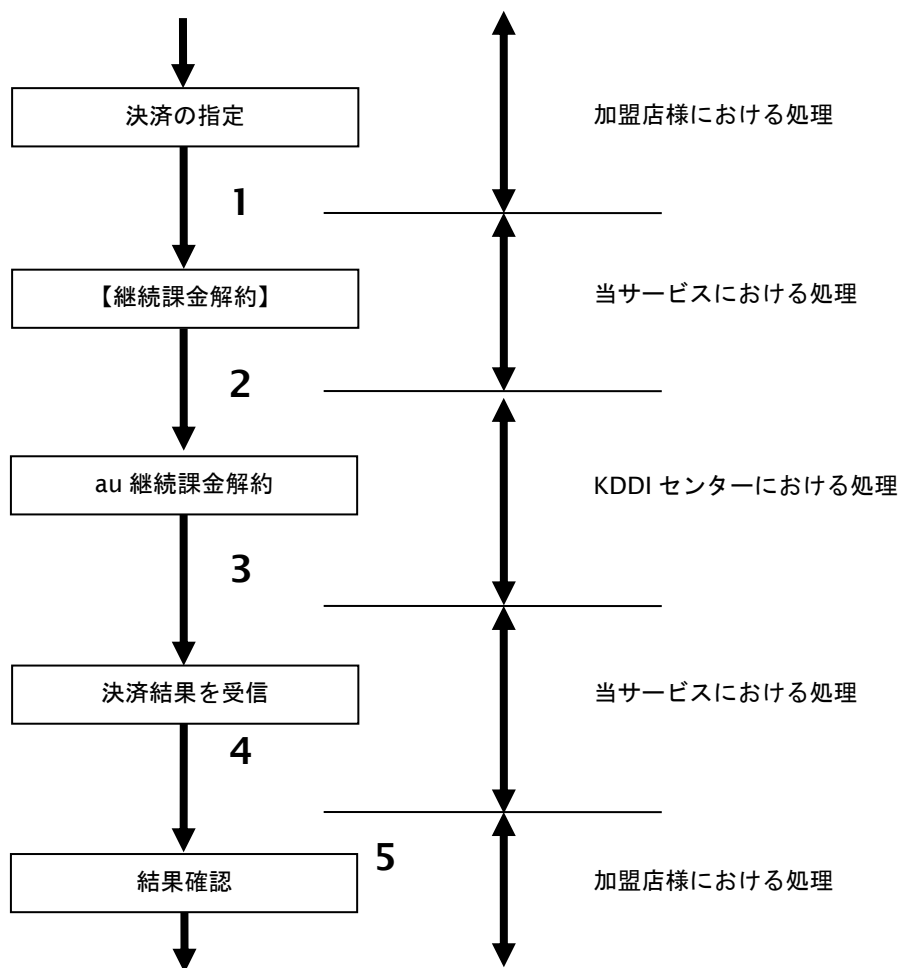 決済の指定
加盟店様における処理
1
【継続課金解約】
当サービスにおける処理
2
au 継続課金解約
KDDI センターにおける処理
3
決済結果を受信
当サービスにおける処理
4
5
結果確認
加盟店様における処理